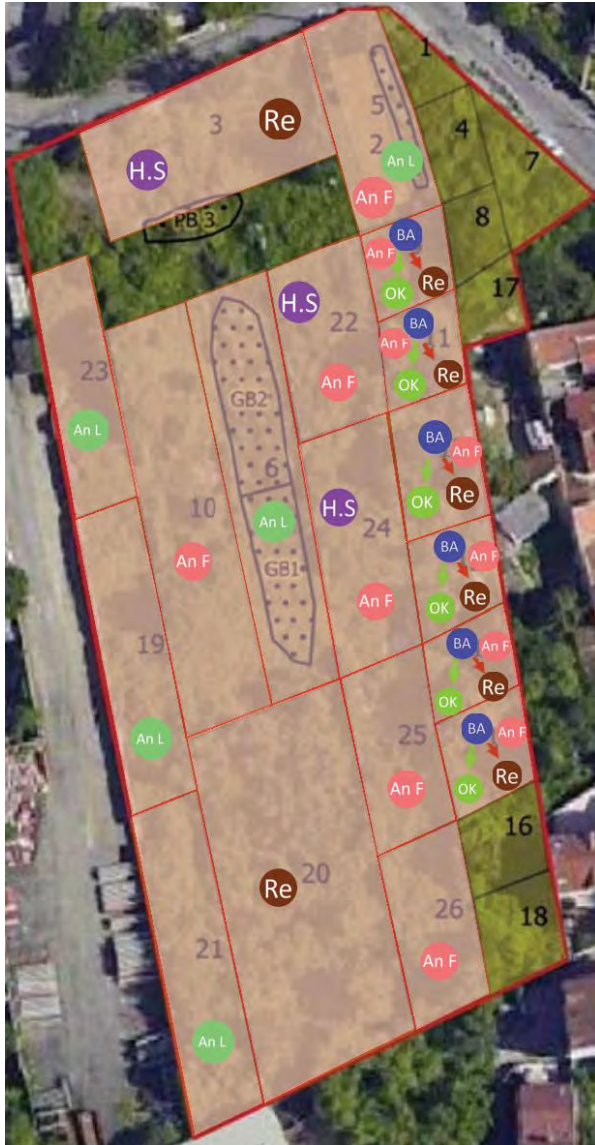 1
3
Re
5
4
7
H.S
2
An L
An F
8
PB 3
BA
An F
Re
OK
17
H.S
22
BA
11
An F
23
An F
OK
Re
GB2
An L
BA
An F
6
10
H.S
Re
An L
24
OK
BA
An F
An F
GB1
An F
Re
OK
19
BA
An F
Re
OK
An L
25
BA
An F
Re
An F
OK
16
20
Re
26
18
21
An F
An L